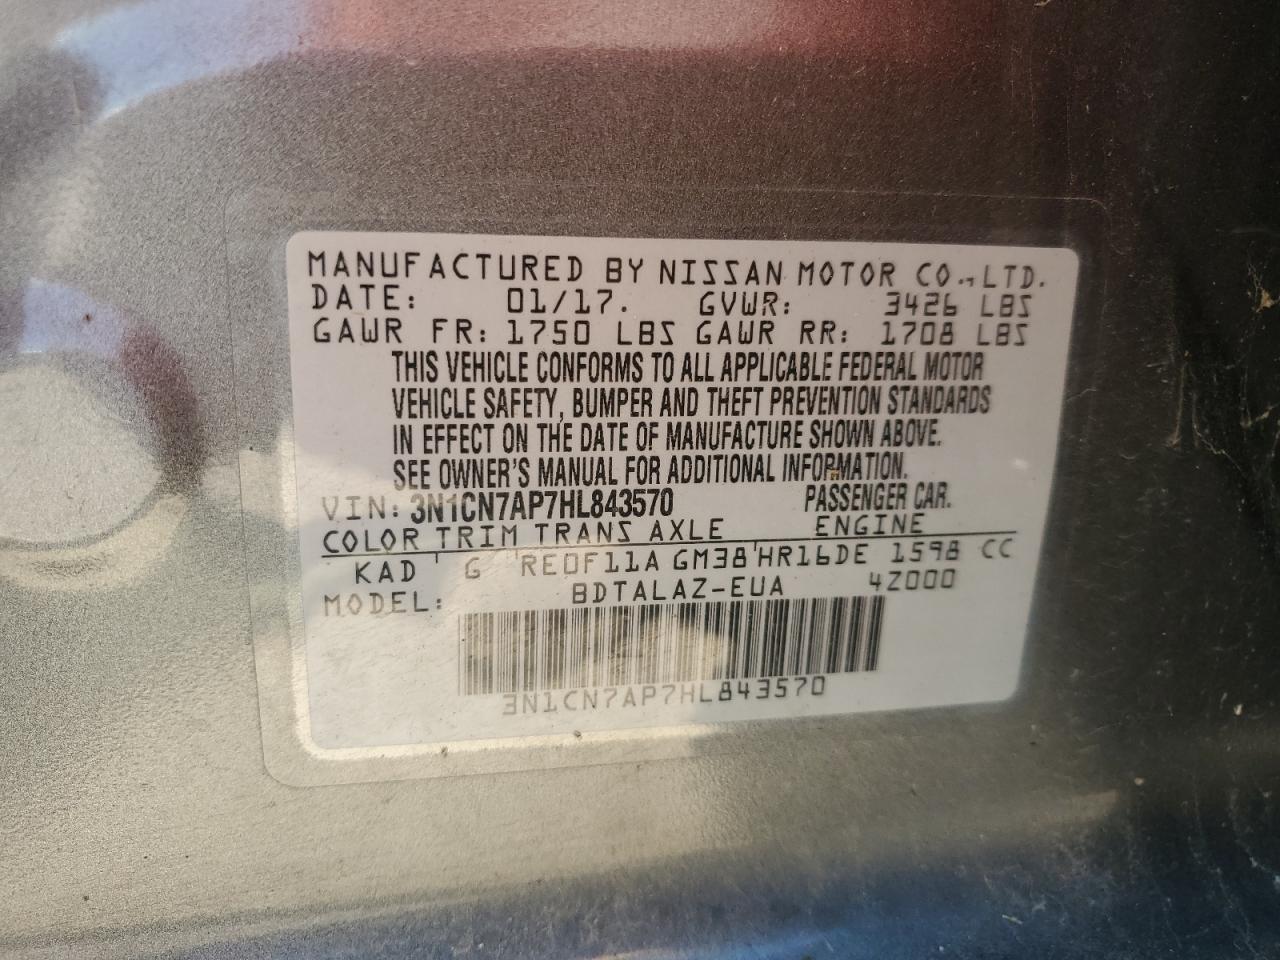 MANUFACTURED BY NISSAN MOTOR CO., LTD.
DATE: 01/17. GVWR: 3426 LBS
GAWR FR: 1750 LBS GAWR RR: 1708 LBS
THIS VEHICLE CONFORMS TO ALL APPLICABLE FEDERAL MOTOR
VEHICLE SAFETY, BUMPER AND THEFT PREVENTION STANDARDS
IN EFFECT ON THE DATE OF MANUFACTURE SHOWN ABOVE.
SEE OWNER'S MANUAL FOR ADDITIONAL INFORMATION.
VIN: 3N1CN7AP7HL843570 PASSENGER CAR.
COLOR TRIM TRANS AXLE ENGINE
KAD G RE0F11A GM38 HR16DE 1598 CC
MODEL: BDTALAZ-EUA 4Z000
3N1CN7AP7HL843570